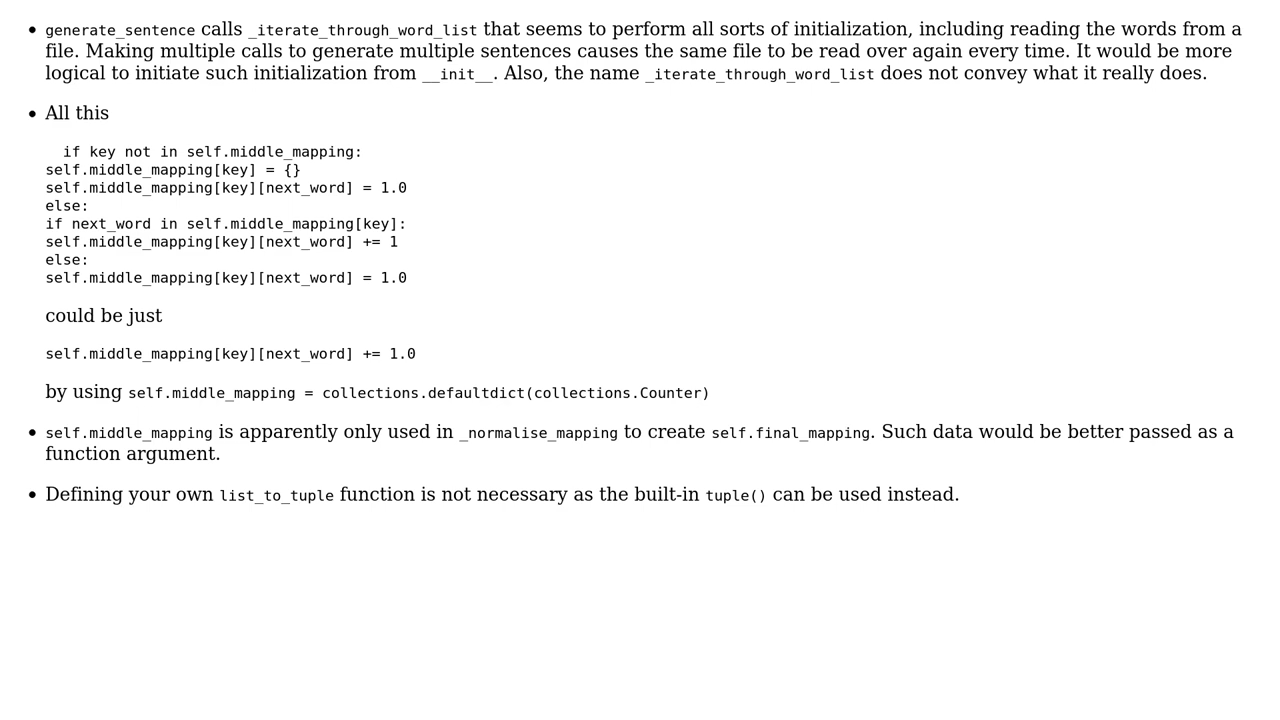 • generate_sentence calls _iterate_through_word_list that seems to perform all sorts of initialization, including reading the words from a
file. Making multiple calls to generate multiple sentences causes the same file to be read over again every time. It would be more
logical to initiate such initialization from __init__. Also, the name _iterate_through_word_list does not convey what it really does.
• All this
  if key not in self.middle_mapping:
self.middle_mapping[key] = {}
self.middle_mapping[key][next_word] = 1.0
else:
if next_word in self.middle_mapping[key]:
self.middle_mapping[key][next_word] += 1
else:
self.middle_mapping[key][next_word] = 1.0
could be just
self.middle_mapping[key][next_word] += 1.0
by using self.middle_mapping = collections.defaultdict(collections.Counter)
• self.middle_mapping is apparently only used in _normalise_mapping to create self.final_mapping. Such data would be better passed as a
function argument.
• Defining your own list_to_tuple function is not necessary as the built-in tuple() can be used instead.